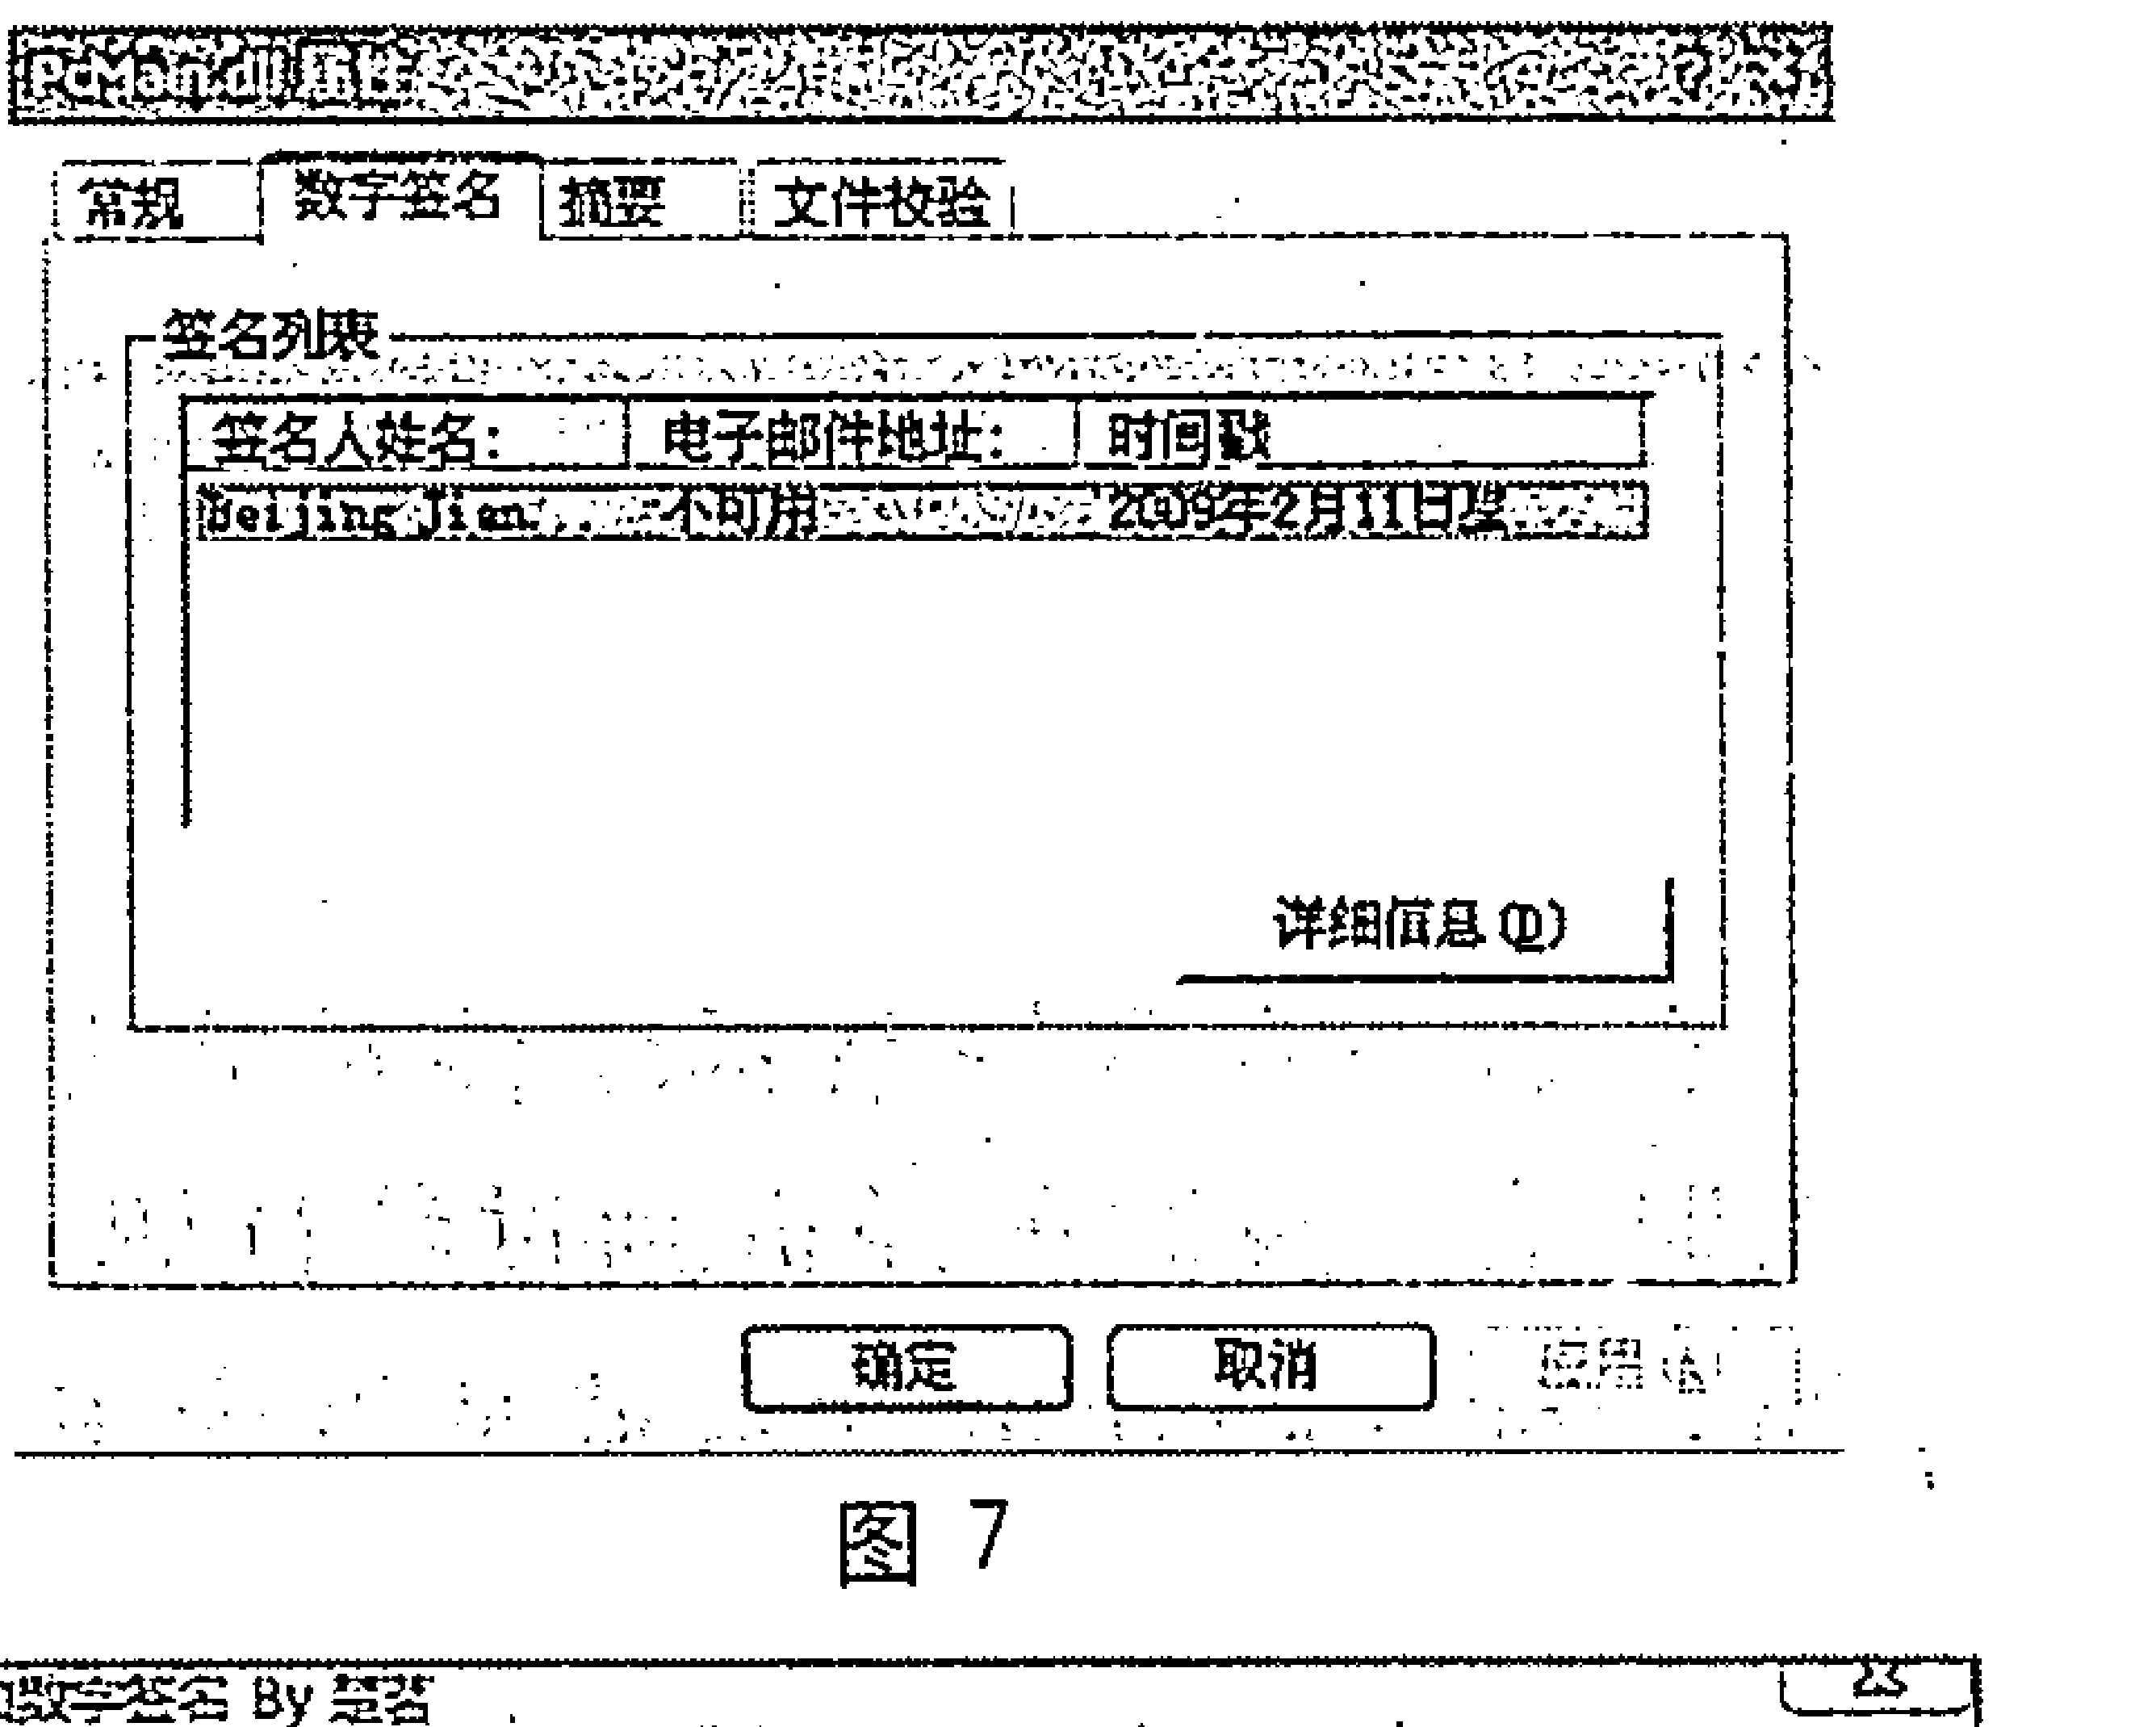 PcMain.dll 属性
常规 数字签名 摘要 文件校验
签名列表
签名人姓名: 电子邮件地址: 时间戳
Beijing Jian... 不可用 2009年2月11日 星
详细信息(D)
确定 取消 应用(A)
图 7
数字签名 By